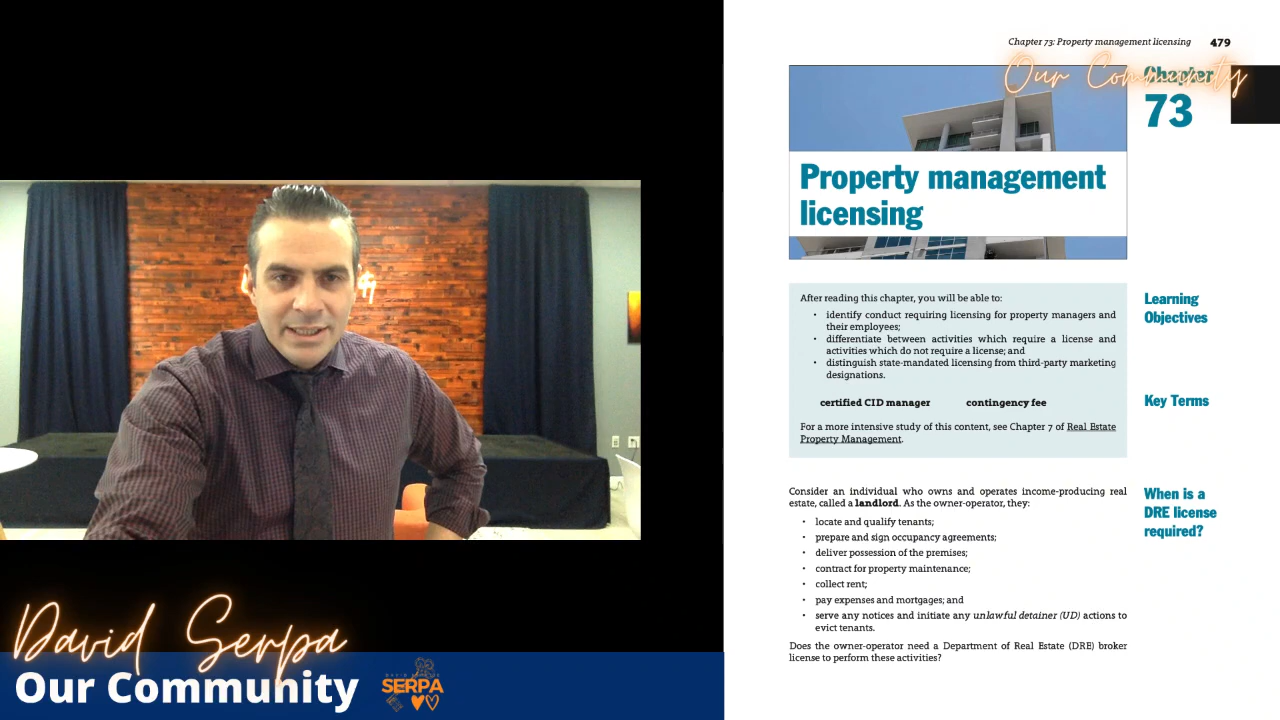 Chapter 73: Property management licensing 479
Our Community
Chapter
73
Property management
licensing
After reading this chapter, you will be able to:
• identify conduct requiring licensing for property managers and
their employees;
• differentiate between activities which require a license and
activities which do not require a license; and
• distinguish state-mandated licensing from third-party marketing
designations.
Learning
Objectives
certified CID manager contingency fee
Key Terms
For a more intensive study of this content, see Chapter 7 of Real Estate
Property Management.
Consider an individual who owns and operates income-producing real
estate, called a landlord. As the owner-operator, they:
When is a
DRE license
required?
• locate and qualify tenants;
• prepare and sign occupancy agreements;
• deliver possession of the premises;
• contract for property maintenance;
• collect rent;
• pay expenses and mortgages; and
• serve any notices and initiate any unlawful detainer (UD) actions to
evict tenants.
Does the owner-operator need a Department of Real Estate (DRE) broker
license to perform these activities?
David Serpa
Our Community
SERPA